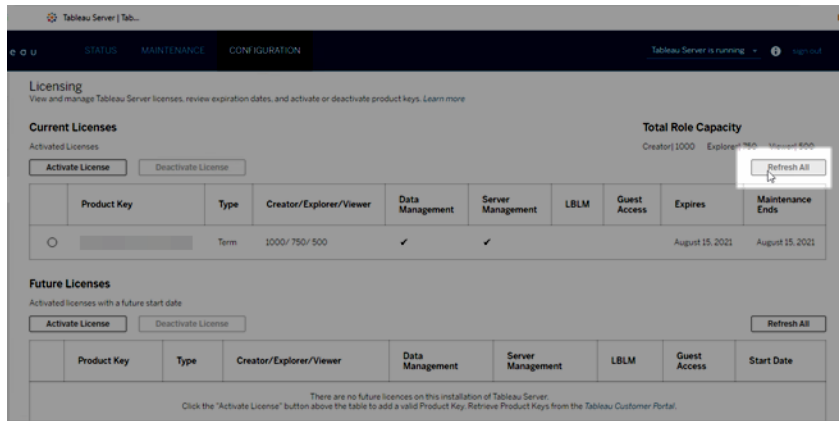 Tableau Server | Tab...
e a u STATUS MAINTENANCE CONFIGURATION Tableau Server is running sign out
Licensing
View and manage Tableau Server licenses, review expiration dates, and activate or deactivate product keys. Learn more
Current Licenses Total Role Capacity
Activated Licenses Creator| 1000 Explorer| 750 Viewer| 500
Activate License Deactivate License Refresh All
Product Key Type Creator/Explorer/Viewer Data Management Server Management LBLM Guest Access Expires Maintenance Ends
Term 1000/ 750/ 500 ✔ ✔ August 15, 2021 August 15, 2021
Future Licenses
Activated licenses with a future start date
Activate License Deactivate License Refresh All
Product Key Type Creator/Explorer/Viewer Data Management Server Management LBLM Guest Access Start Date
There are no future licences on this installation of Tableau Server.
Click the "Activate License" button above the table to add a valid Product Key. Retrieve Product Keys from the Tableau Customer Portal.